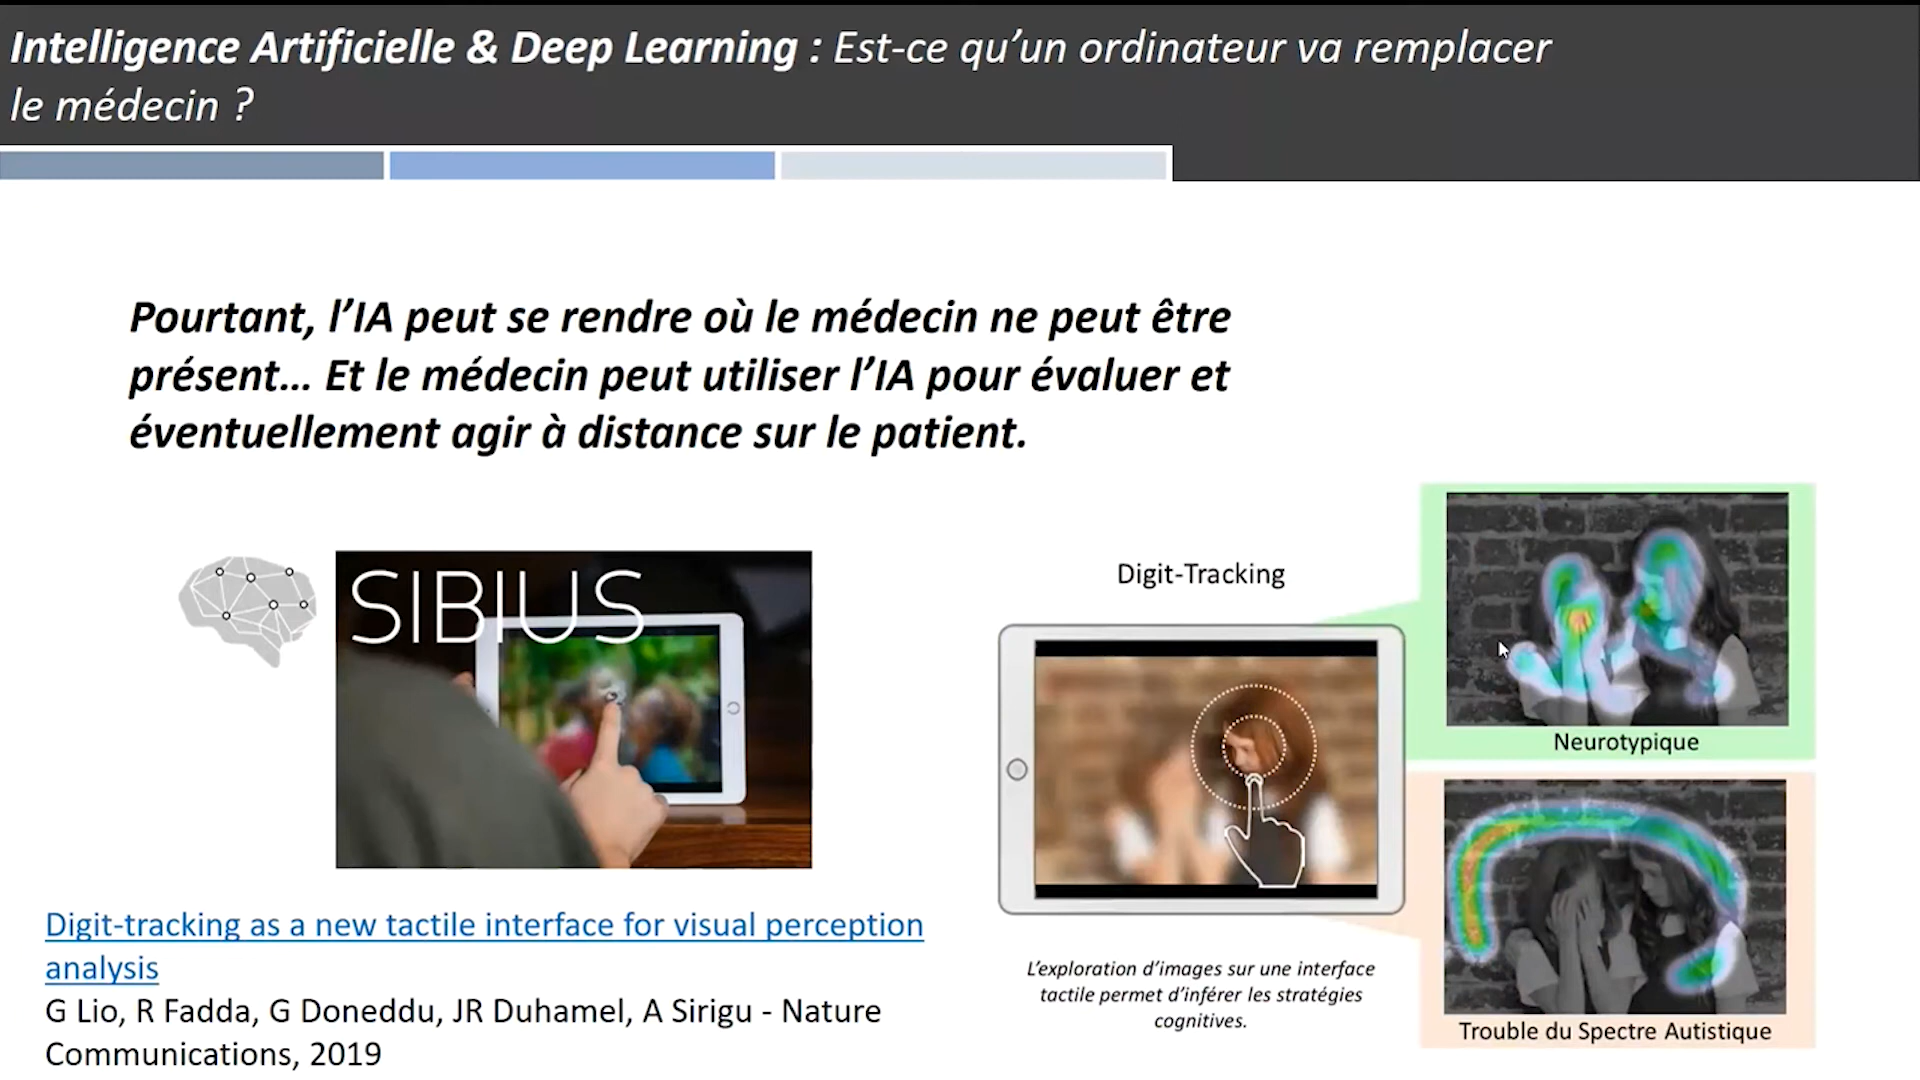 Intelligence Artificielle & Deep Learning : Est-ce qu’un ordinateur va remplacer
le médecin ?
Pourtant, l’IA peut se rendre où le médecin ne peut être
présent... Et le médecin peut utiliser l’IA pour évaluer et
éventuellement agir à distance sur le patient.
SIBIUS
Digit-tracking as a new tactile interface for visual perception
analysis
G Lio, R Fadda, G Doneddu, JR Duhamel, A Sirigu - Nature
Communications, 2019
Digit-Tracking
L’exploration d’images sur une interface
tactile permet d’inférer les stratégies
cognitives.
Neurotypique
Trouble du Spectre Autistique